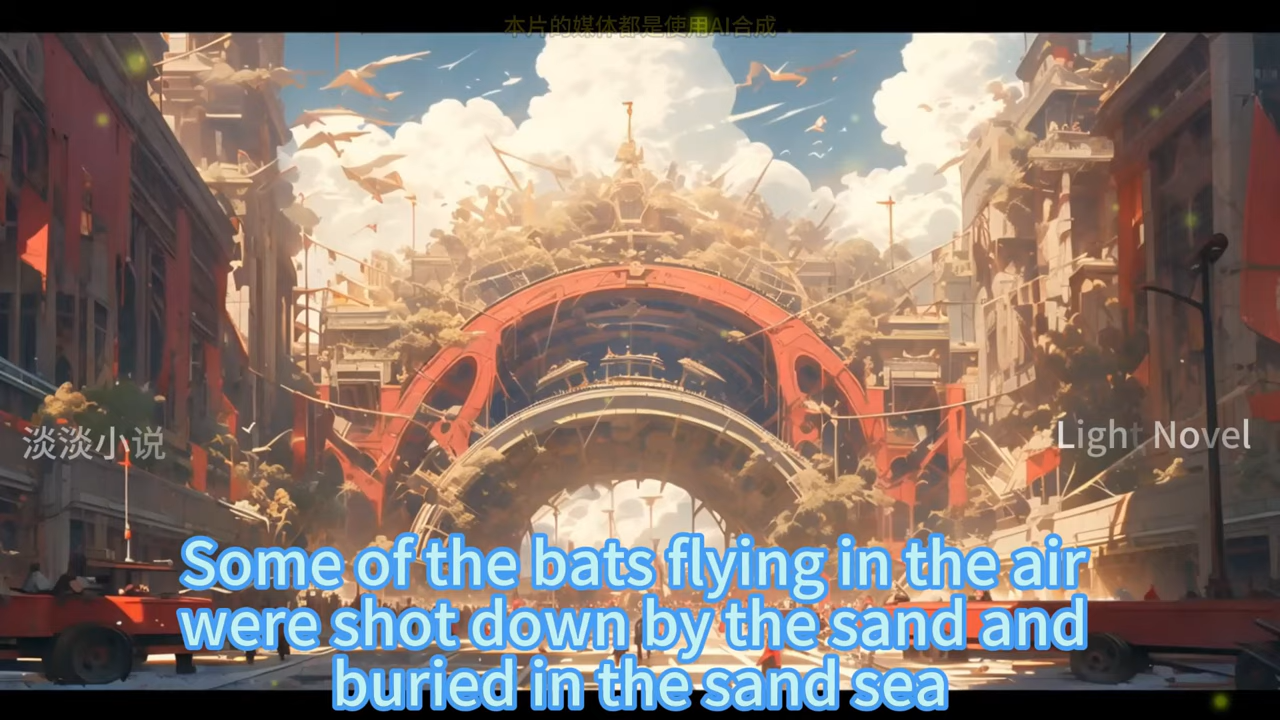 本片的媒体都是使用AI合成
淡淡小说
Light Novel
Some of the bats flying in the air
were shot down by the sand and
buried in the sand sea